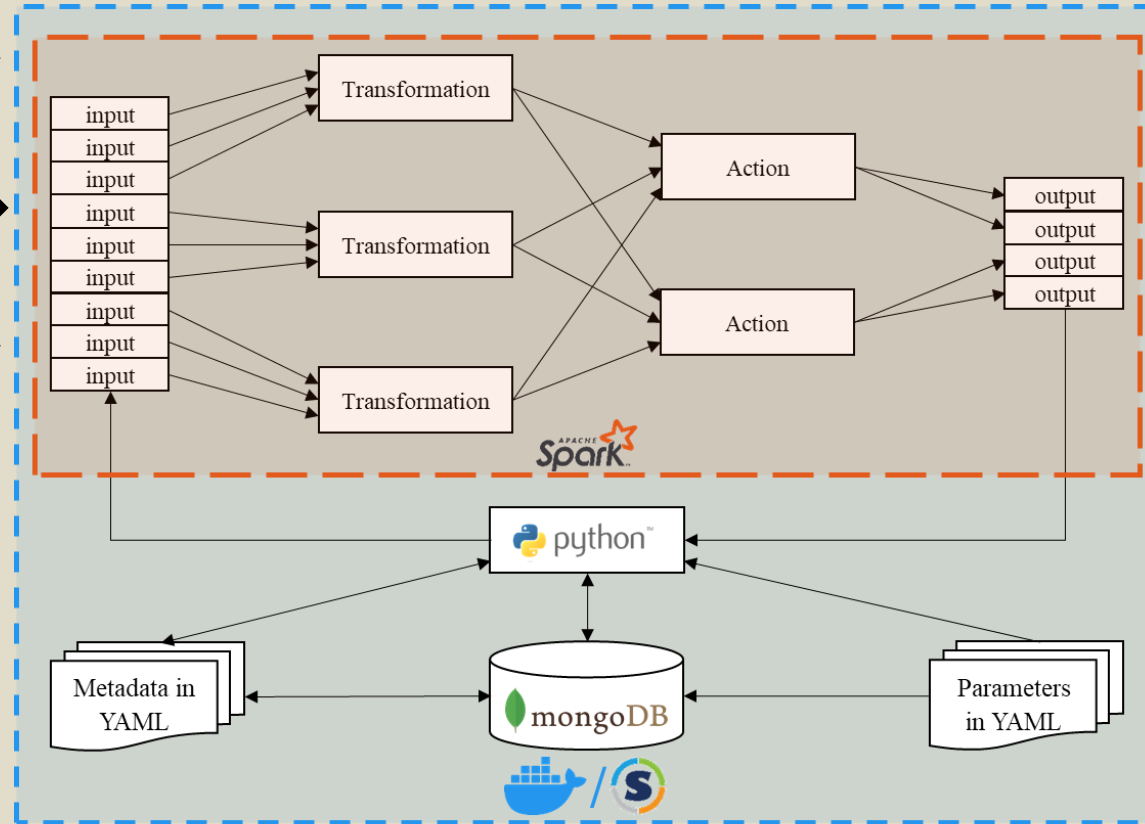 input
input
input
input
input
input
input
input
input
Transformation
Transformation
Transformation
Action
Action
output
output
output
output
APACHE
Spark
python
Metadata in
YAML
mongoDB
Parameters
in YAML
/
S